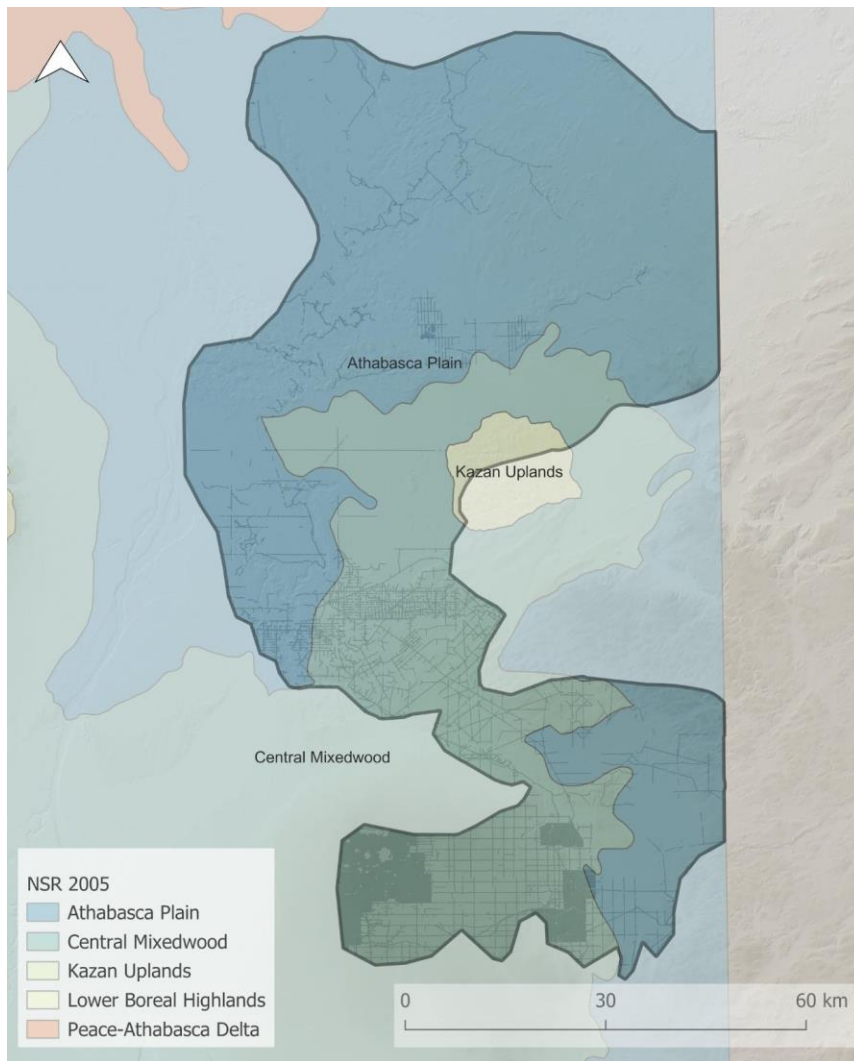 Athabasca Plain
Kazan Uplands
Central Mixedwood
NSR 2005
Athabasca Plain
Central Mixedwood
Kazan Uplands
Lower Boreal Highlands
Peace-Athabasca Delta
0 30 60 km